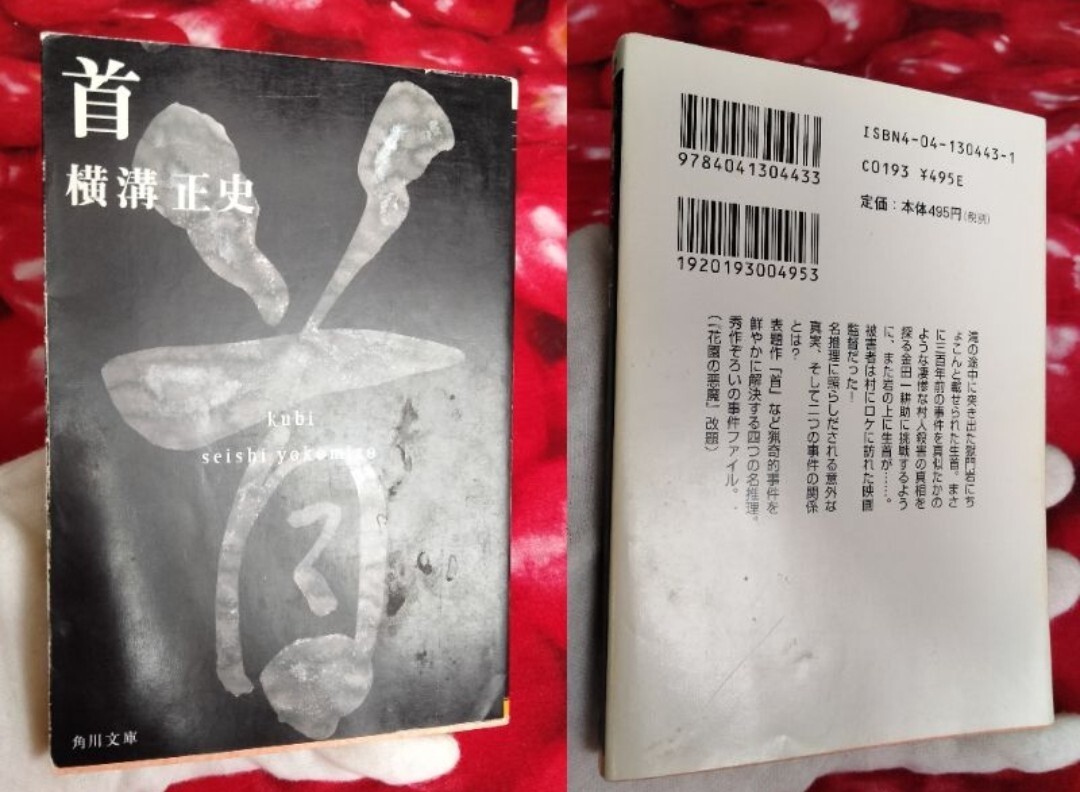 首
横溝 正史
kubi
seishi yokomizo
角川文庫
9784041304433
ISBN4-04-130443-1
C0193 ¥495E
定価：本体495円(税別)
1920193004953
滝の途中に突き出た獄門岩にち
ょこんと載せられた生首。まさ
に三百年前の事件を真似たかの
ような凄惨な村人殺害の真相を
探る金田一耕助に挑戦するよう
に、また岩の上に生首が……。
被害者は村にロケに訪れた映画
監督だった！
名推理に照らしだされる意外な
真実、そして二つの事件の関係
とは？
表題作『首』など猟奇的事件を
鮮やかに解決する四つの名推理。
秀作ぞろいの事件ファイル。
（『花園の悪魔』改題）